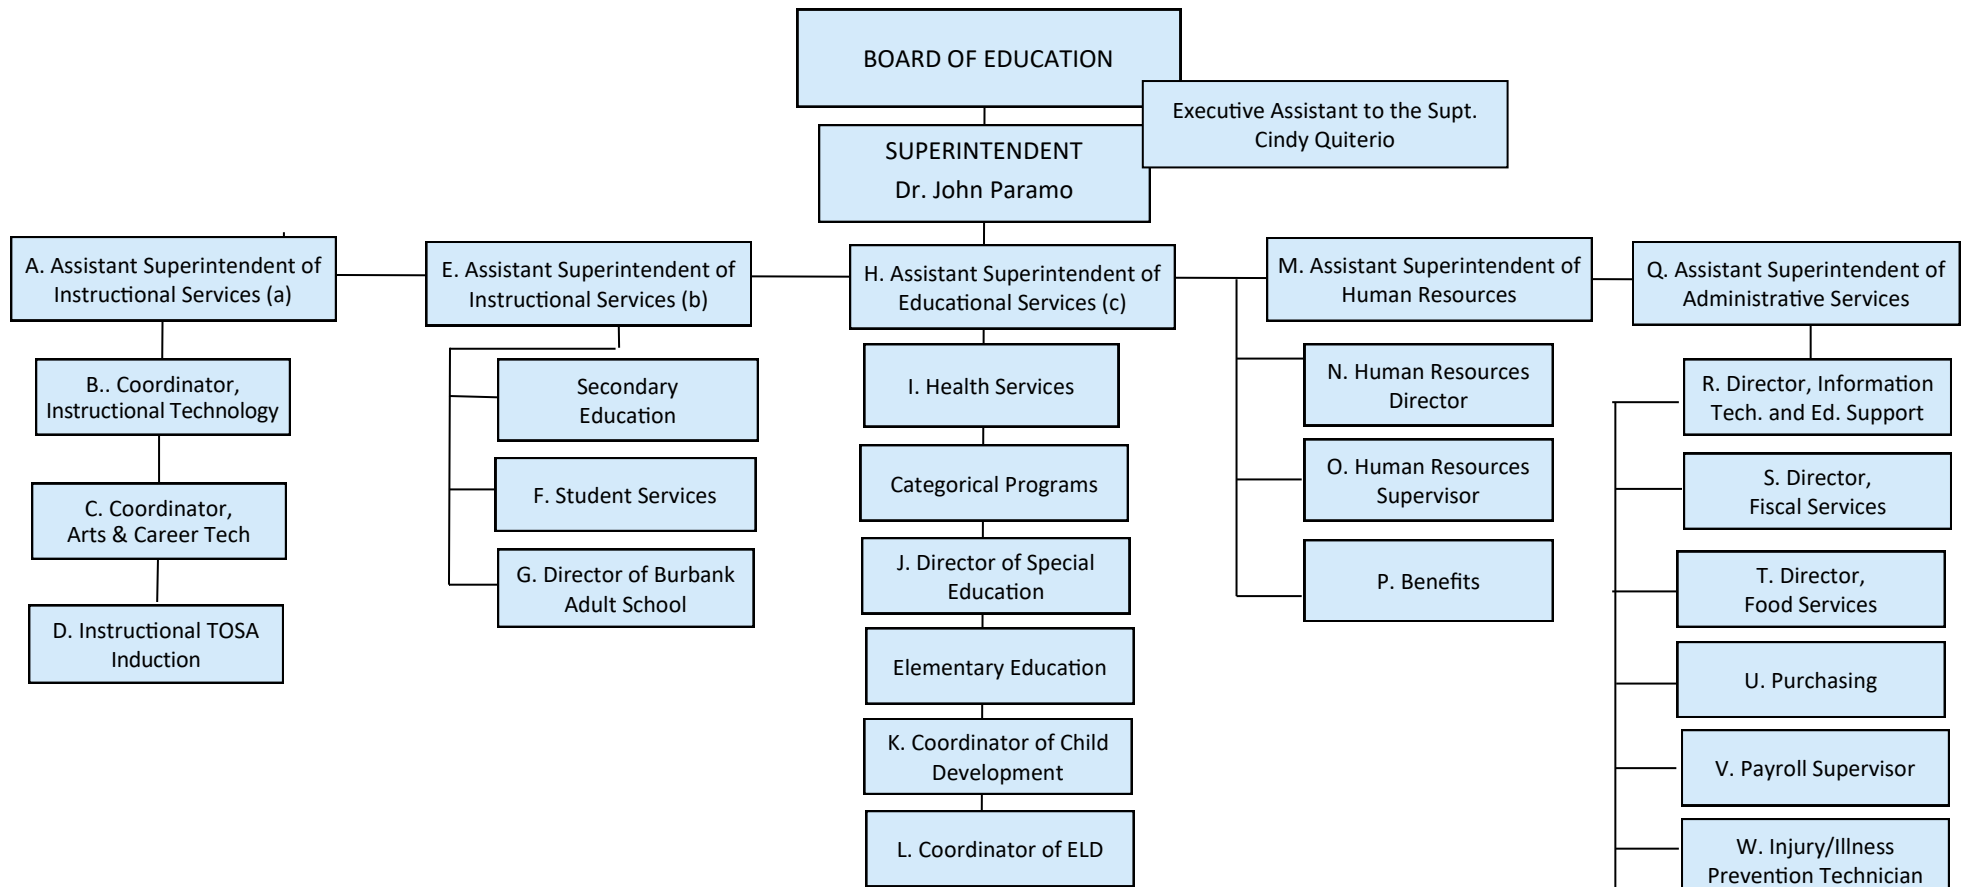 BOARD OF EDUCATION
Executive Assistant to the Supt.
Cindy Quiterio
SUPERINTENDENT
Dr. John Paramo
A. Assistant Superintendent of
Instructional Services (a)
B.. Coordinator,
Instructional Technology
C. Coordinator,
Arts & Career Tech
D. Instructional TOSA
Induction
E. Assistant Superintendent of
Instructional Services (b)
Secondary
Education
F. Student Services
G. Director of Burbank
Adult School
H. Assistant Superintendent of
Educational Services (c)
I. Health Services
Categorical Programs
J. Director of Special
Education
Elementary Education
K. Coordinator of Child
Development
L. Coordinator of ELD
M. Assistant Superintendent of
Human Resources
N. Human Resources
Director
O. Human Resources
Supervisor
P. Benefits
Q. Assistant Superintendent of
Administrative Services
R. Director, Information
Tech. and Ed. Support
S. Director,
Fiscal Services
T. Director,
Food Services
U. Purchasing
V. Payroll Supervisor
W. Injury/Illness
Prevention Technician